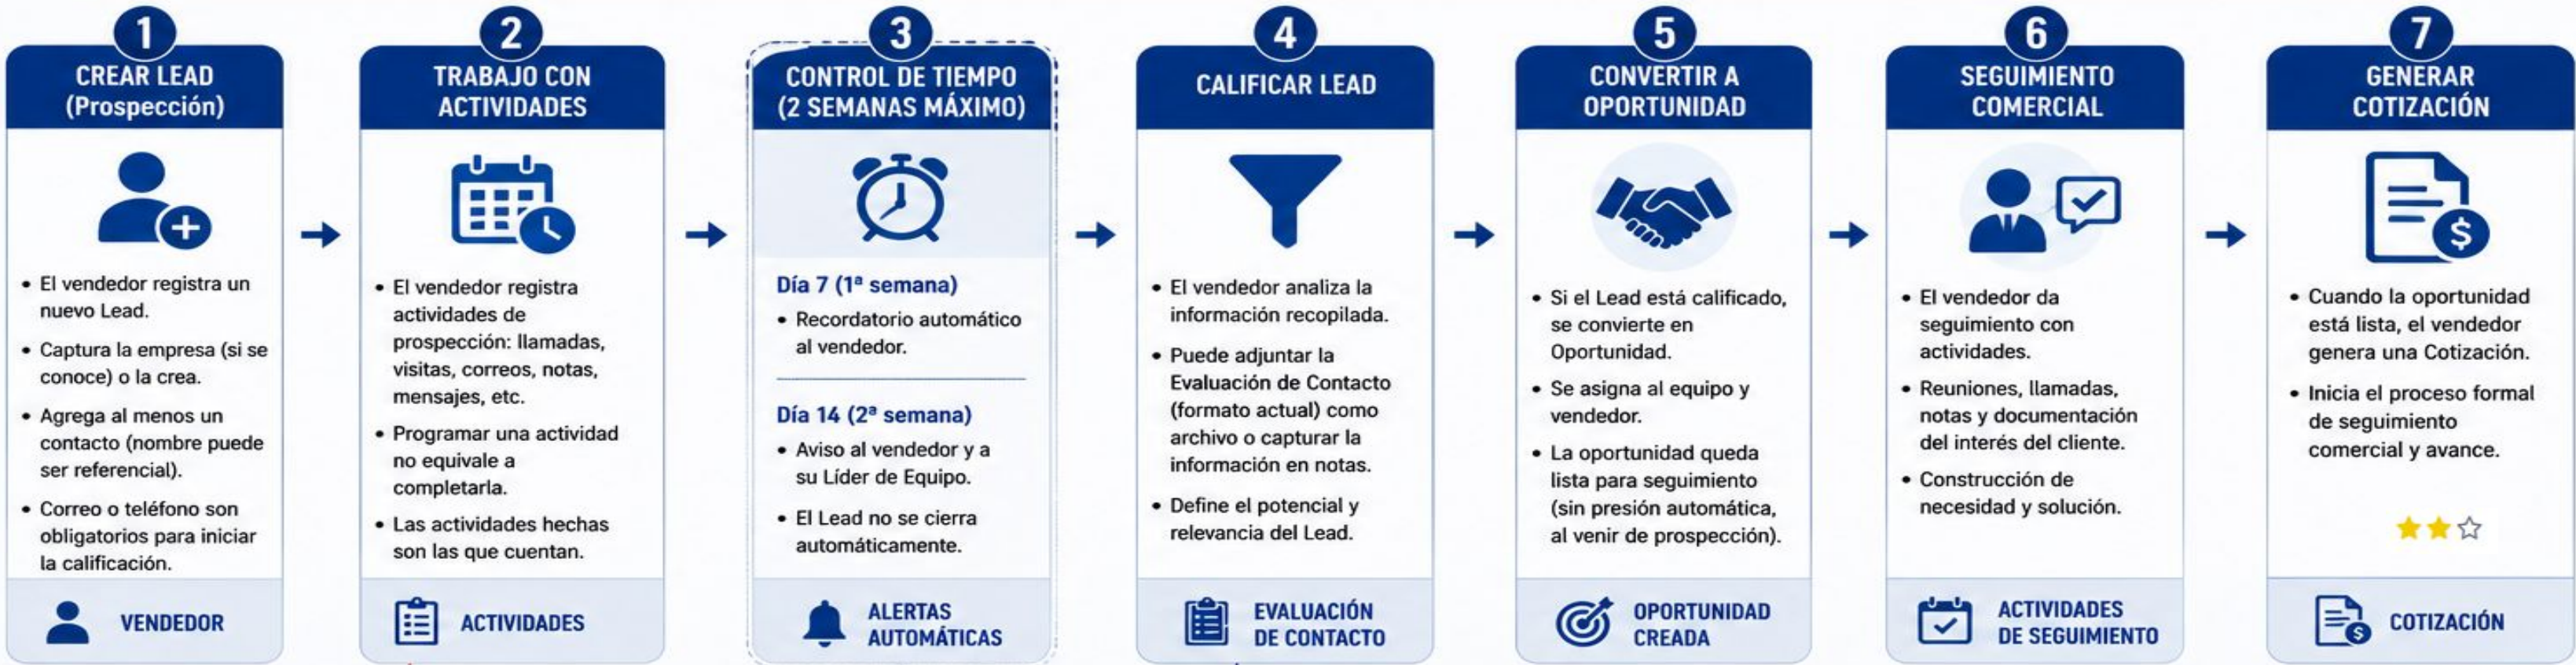 1
CREAR LEAD
(Prospección)
• El vendedor registra un
nuevo Lead.
• Captura la empresa (si se
conoce) o la crea.
• Agrega al menos un
contacto (nombre puede
ser referencial).
• Correo o teléfono son
obligatorios para iniciar
la calificación.
VENDEDOR
2
TRABAJO CON
ACTIVIDADES
• El vendedor registra
actividades de
prospección: llamadas,
visitas, correos, notas,
mensajes, etc.
• Programar una actividad
no equivale a
completarla.
• Las actividades hechas
son las que cuentan.
ACTIVIDADES
3
CONTROL DE TIEMPO
(2 SEMANAS MÁXIMO)
Día 7 (1ª semana)
• Recordatorio automático
al vendedor.
Día 14 (2ª semana)
• Aviso al vendedor y a
su Líder de Equipo.
• El Lead no se cierra
automáticamente.
ALERTAS
AUTOMÁTICAS
4
CALIFICAR LEAD
• El vendedor analiza la
información recopilada.
• Puede adjuntar la
Evaluación de Contacto
(formato actual) como
archivo o capturar la
información en notas.
• Define el potencial y
relevancia del Lead.
EVALUACIÓN
DE CONTACTO
5
CONVERTIR A
OPORTUNIDAD
• Si el Lead está calificado,
se convierte en
Oportunidad.
• Se asigna al equipo y
vendedor.
• La oportunidad queda
lista para seguimiento
(sin presión automática,
al venir de prospección).
OPORTUNIDAD
CREADA
6
SEGUIMIENTO
COMERCIAL
• El vendedor da
seguimiento con
actividades.
• Reuniones, llamadas,
notas y documentación
del interés del cliente.
• Construcción de
necesidad y solución.
ACTIVIDADES
DE SEGUIMIENTO
7
GENERAR
COTIZACIÓN
$
• Cuando la oportunidad
está lista, el vendedor
genera una Cotización.
• Inicia el proceso formal
de seguimiento
comercial y avance.
$
COTIZACIÓN